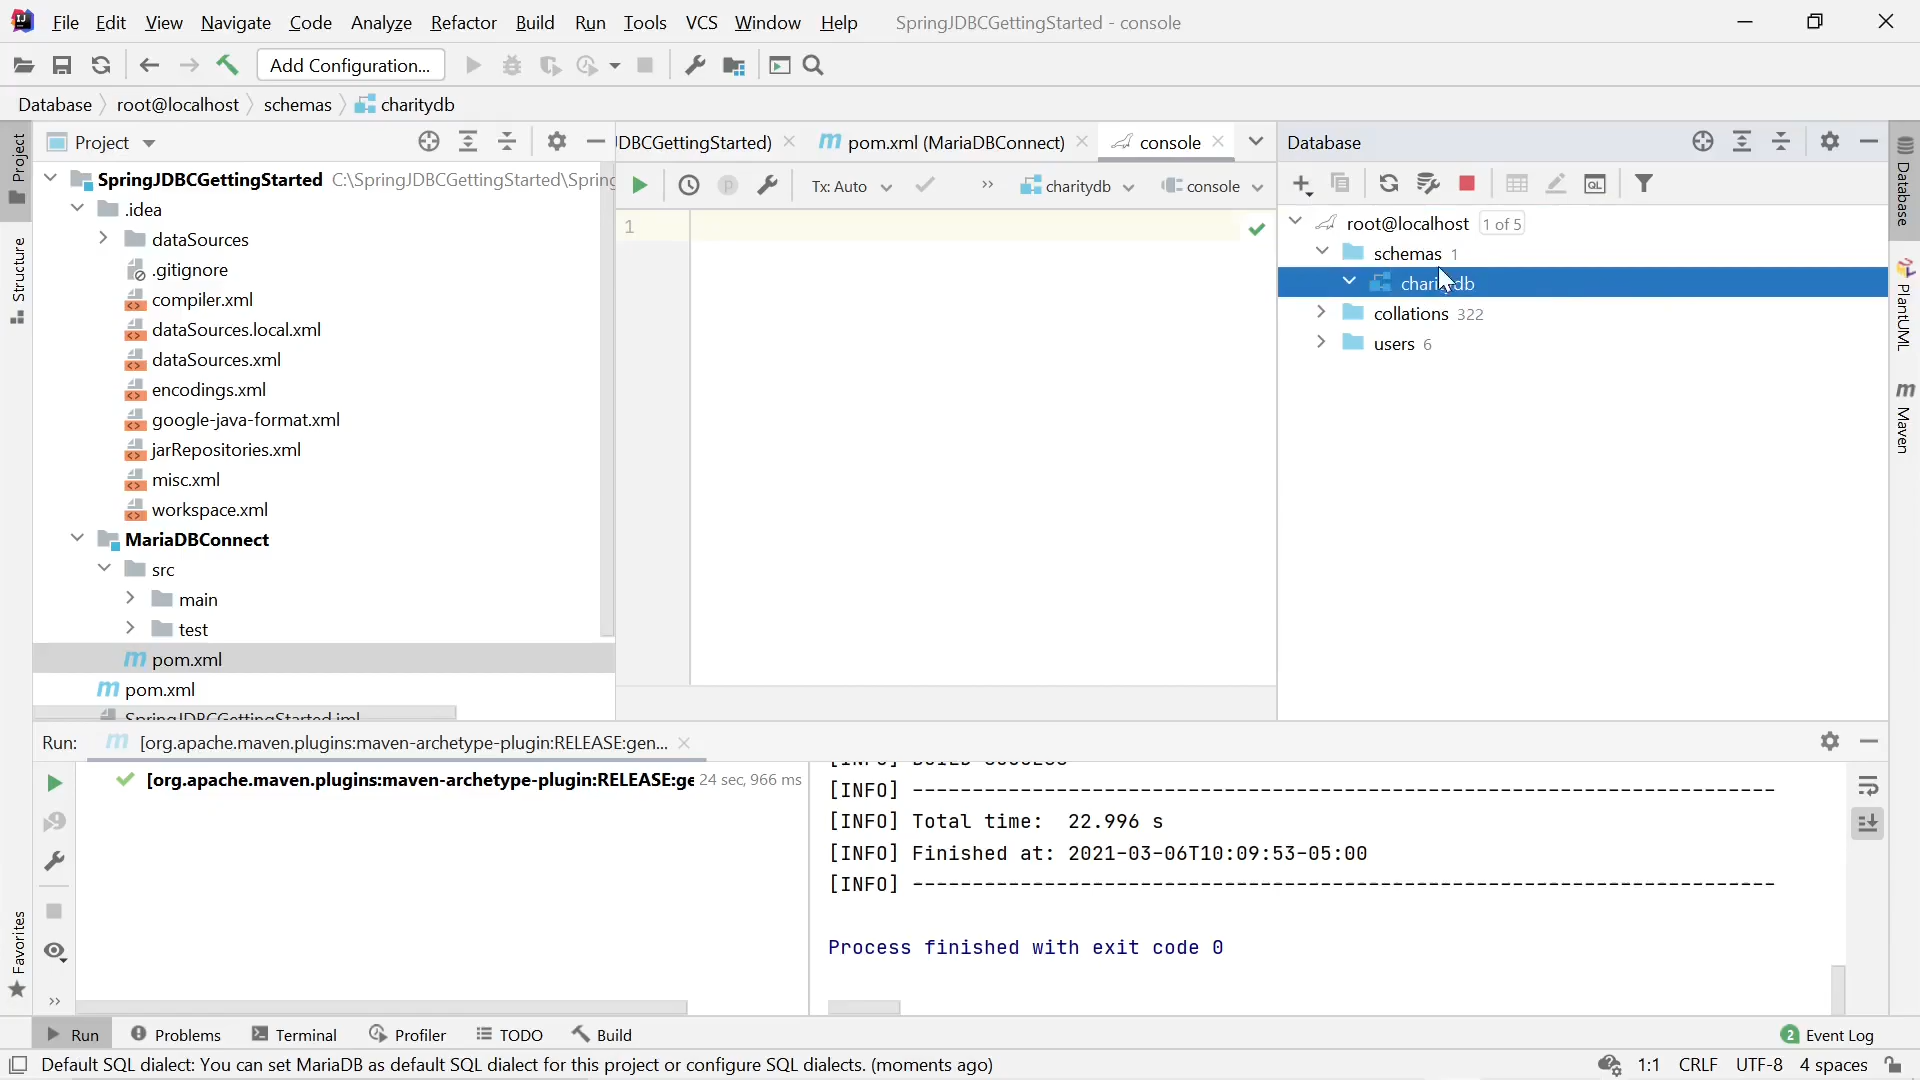 File Edit View Navigate Code Analyze Refactor Build Run Tools VCS Window Help SpringJDBCGettingStarted - console
Add Configuration...
Database root@localhost schemas charitydb
Project
JDBCGettingStarted) pom.xml (MariaDBConnect) console
Database
SpringJDBCGettingStarted C:\SpringJDBCGettingStarted\Spring
.idea
dataSources
.gitignore
compiler.xml
dataSources.local.xml
dataSources.xml
encodings.xml
google-java-format.xml
jarRepositories.xml
misc.xml
workspace.xml
MariaDBConnect
src
main
test
pom.xml
pom.xml
SpringJDBCGettingStarted.iml
Tx: Auto » charitydb console
1
root@localhost 1 of 5
schemas 1
charitydb
collations 322
users 6
Project
Structure
Favorites
Database
PlantUML
Maven
Run: [org.apache.maven.plugins:maven-archetype-plugin:RELEASE:gen...
[org.apache.maven.plugins:maven-archetype-plugin:RELEASE:ge 24 sec, 966 ms
[INFO] BUILD SUCCESS
[INFO] ------------------------------------------------------------------------
[INFO] Total time:  22.996 s
[INFO] Finished at: 2021-03-06T10:09:53-05:00
[INFO] ------------------------------------------------------------------------
Process finished with exit code 0
Run Problems Terminal Profiler TODO Build 2 Event Log
Default SQL dialect: You can set MariaDB as default SQL dialect for this project or configure SQL dialects. (moments ago) 1:1 CRLF UTF-8 4 spaces